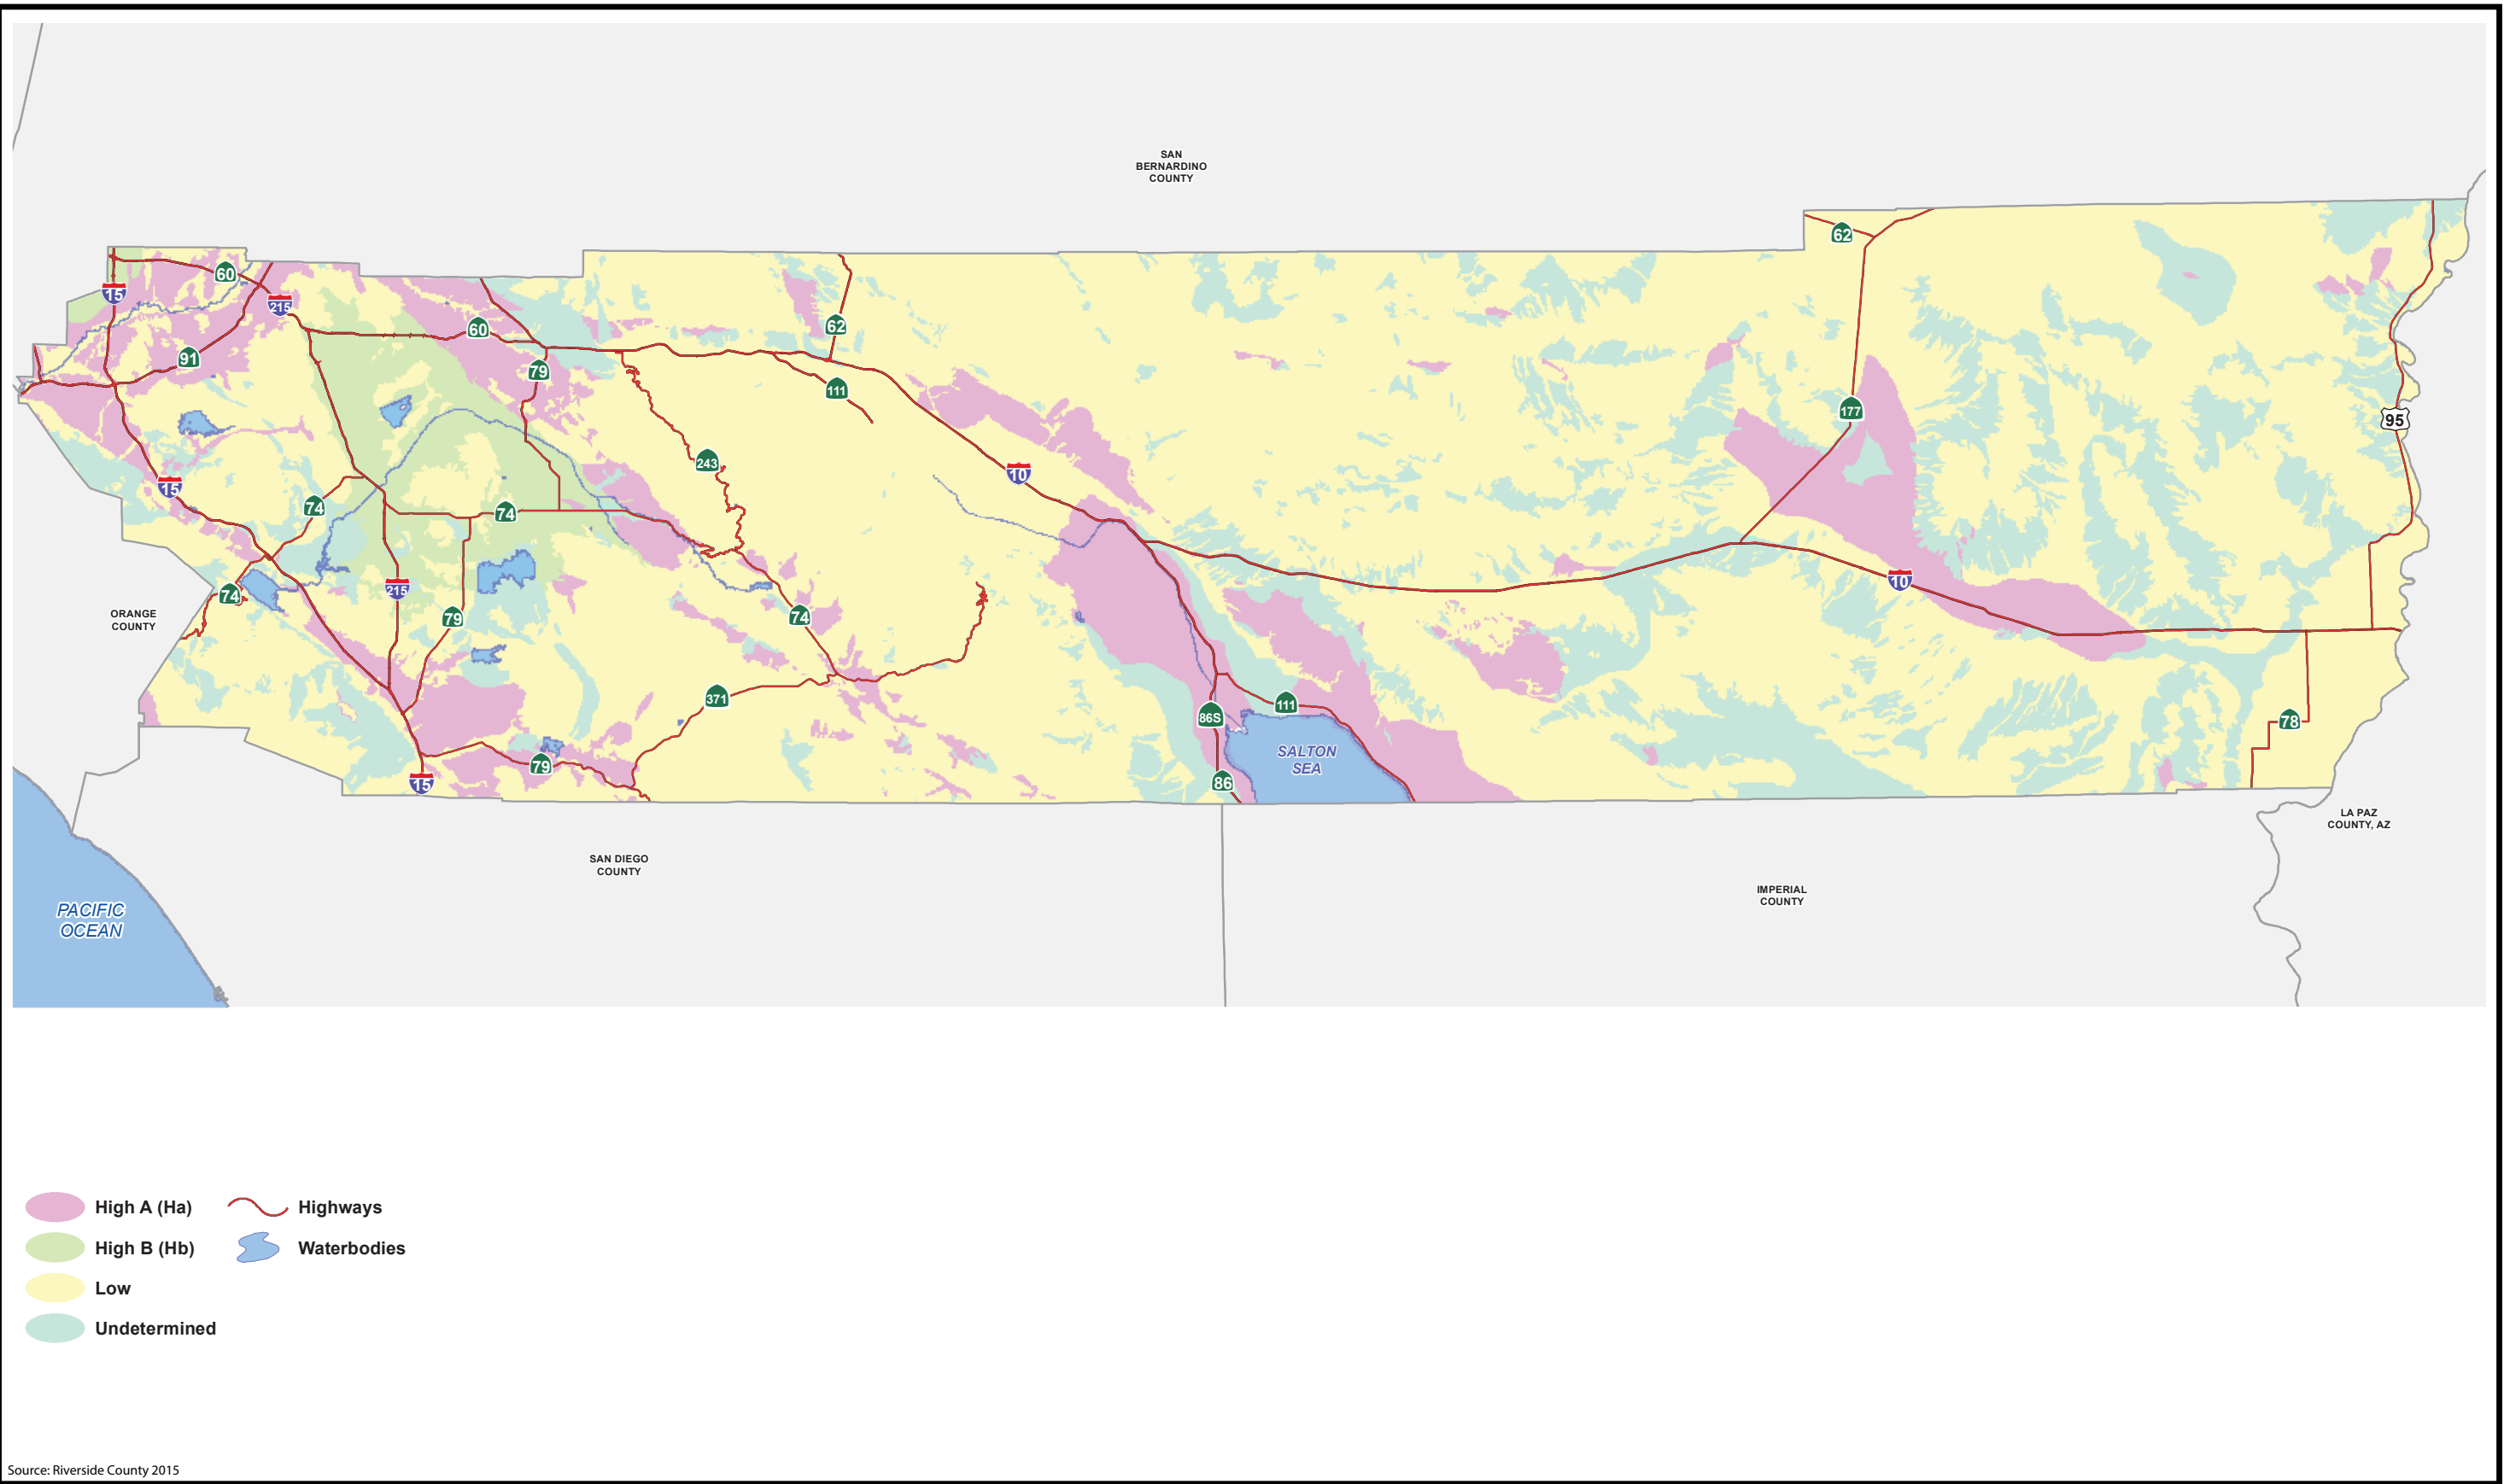 SAN
BERNARDINO
COUNTY
62
60
15
215
60
62
91
79
111
177
95
243
10
15
74
74
10
74
215
79
74
ORANGE
COUNTY
371
111
86S
78
SALTON
SEA
79
15
86
LA PAZ
COUNTY, AZ
SAN DIEGO
COUNTY
IMPERIAL
COUNTY
PACIFIC
OCEAN
High A (Ha)
Highways
High B (Hb)
Waterbodies
Low
Undetermined
Source: Riverside County 2015